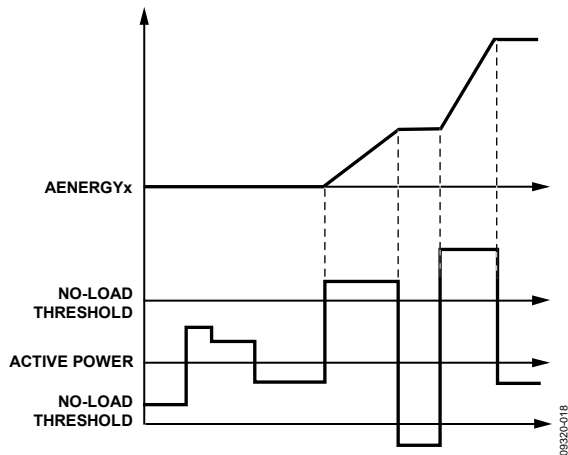 AENERGYx
NO-LOAD
THRESHOLD
ACTIVE POWER
NO-LOAD
THRESHOLD
09320-018